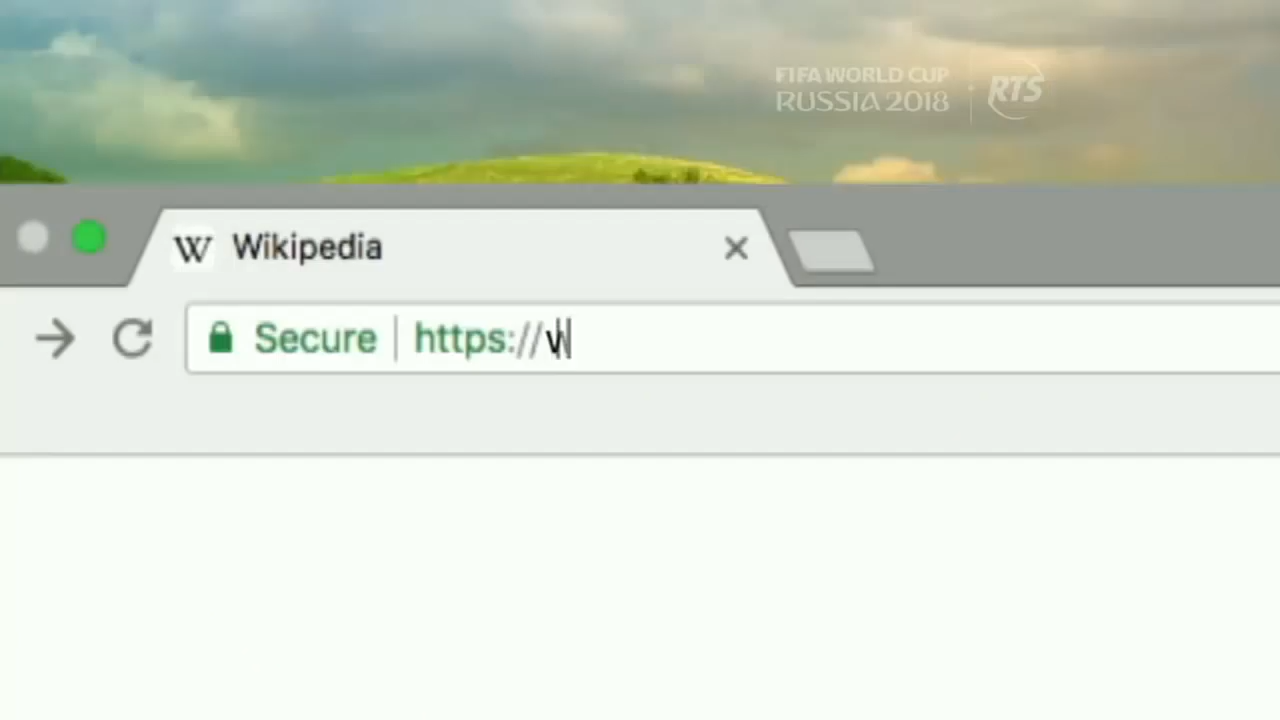 FIFA WORLD CUP
RUSSIA 2018
RTS
W Wikipedia
Secure https://